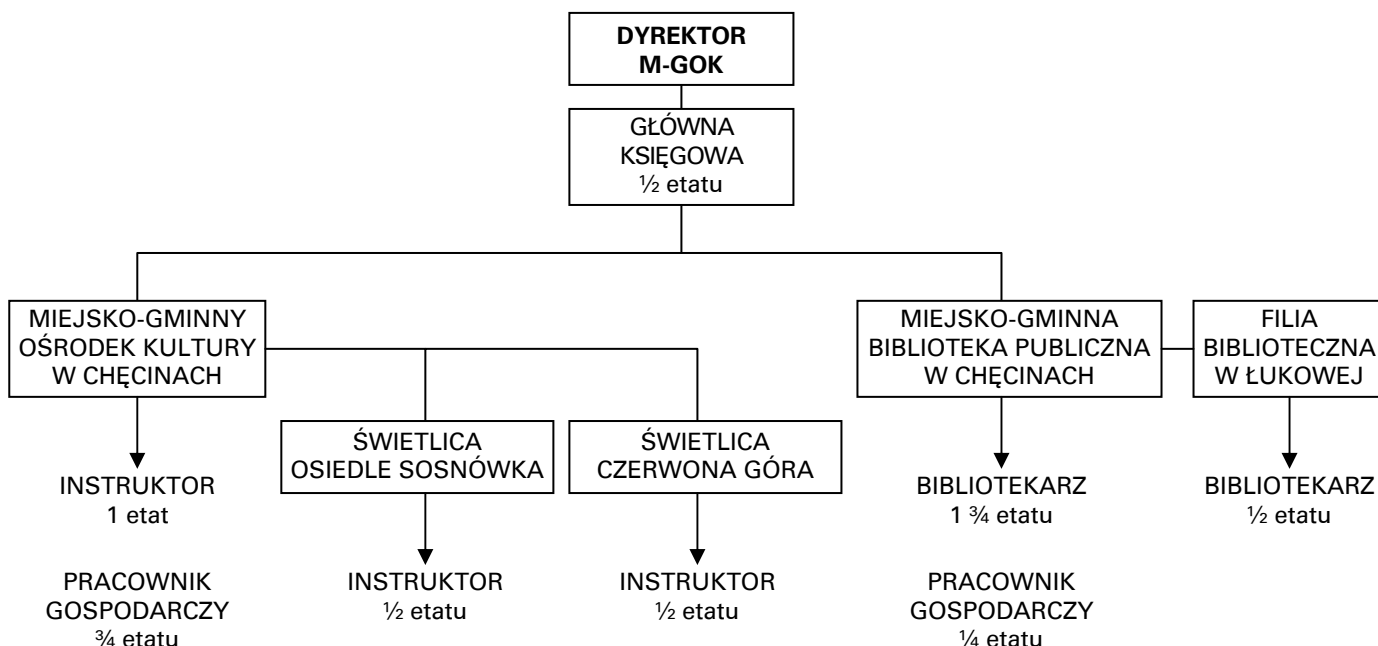 DYREKTOR
M-GOK
GŁÓWNA
KSIĘGOWA
½ etatu
MIEJSKO-GMINNY
OŚRODEK KULTURY
W CHĘCINACH
MIEJSKO-GMINNA
BIBLIOTEKA PUBLICZNA
W CHĘCINACH
FILIA
BIBLIOTECZNA
W ŁUKOWEJ
ŚWIETLICA
OSIEDLE SOSNÓWKA
ŚWIETLICA
CZERWONA GÓRA
INSTRUKTOR
1 etat
BIBLIOTEKARZ
1 ¾ etatu
BIBLIOTEKARZ
½ etatu
PRACOWNIK
GOSPODARCZY
¾ etatu
INSTRUKTOR
½ etatu
INSTRUKTOR
½ etatu
PRACOWNIK
GOSPODARCZY
¼ etatu